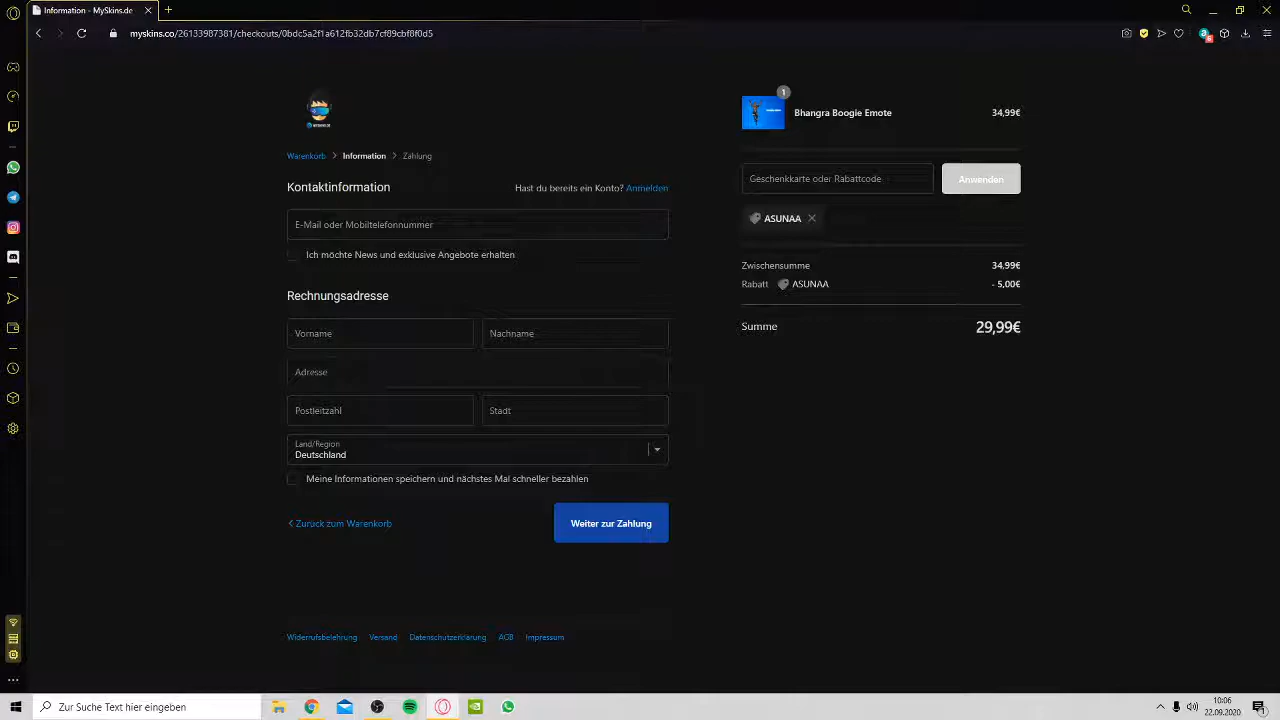 Information - MySkins.de
myskins.co/26133987381/checkouts/0bdc5a2f1a612fb32db7cf89cbf8f0d5
MYSKINS.DE
Warenkorb > Information > Zahlung
Kontaktinformation
Hast du bereits ein Konto? Anmelden
E-Mail oder Mobiltelefonnummer
Ich möchte News und exklusive Angebote erhalten
Rechnungsadresse
Vorname
Nachname
Adresse
Postleitzahl
Stadt
Land/Region
Deutschland
Meine Informationen speichern und nächstes Mal schneller bezahlen
Zurück zum Warenkorb
Weiter zur Zahlung
Widerrufsbelehrung Versand Datenschutzerklärung AGB Impressum
1
Bhangra Boogie Emote 34,99€
Geschenkkarte oder Rabattcode
Anwenden
ASUNAA
Zwischensumme 34,99€
Rabatt ASUNAA - 5,00€
Summe 29,99€
Zur Suche Text hier eingeben
10:06
22.09.2020